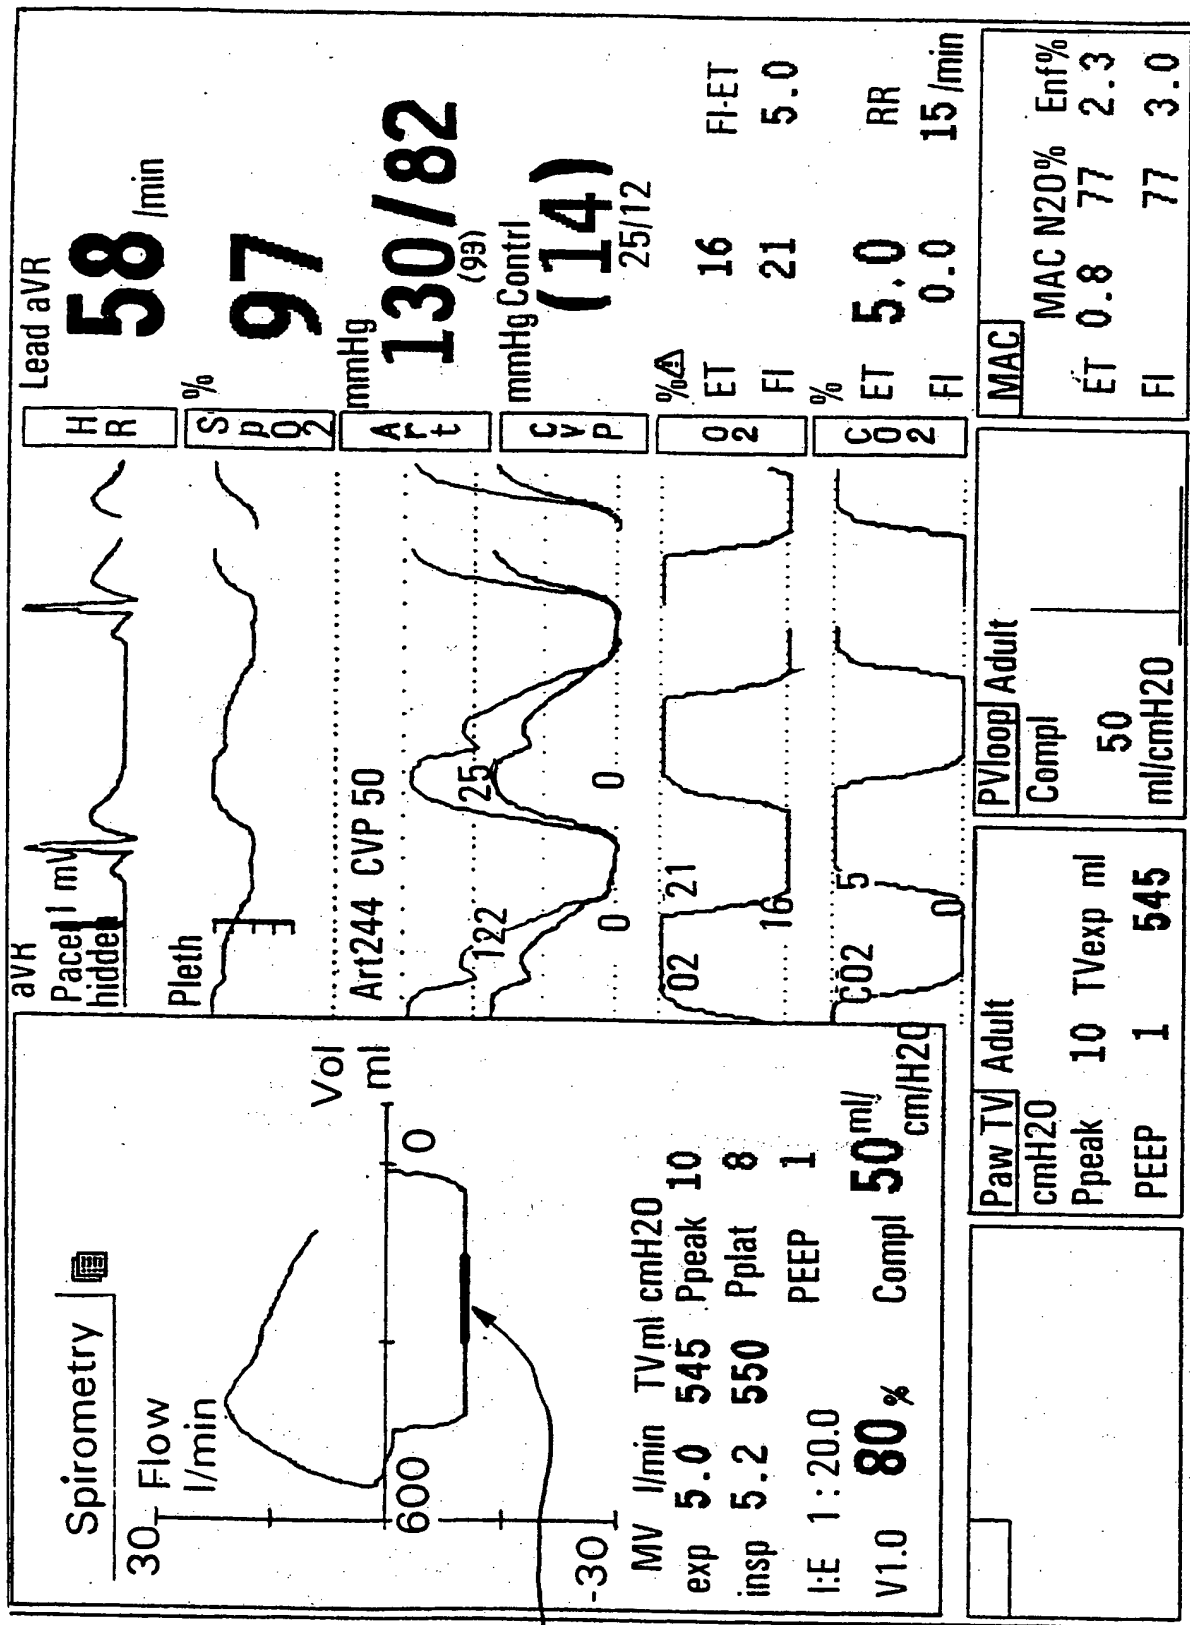 Spirometry
30
Flow
l/min
Vol
ml
600
0
-30
MV l/min TVml cmH2O
exp 5.0 545 Ppeak 10
insp 5.2 550 Pplat 8
I:E 1:20.0 PEEP 1
V1.0 80% Compl 50 ml/
cm/H2O
aVR
1 mV
hidden
Pleth
Art244 CVP 50
122
25
0
0
O2
21
16
CO2
5
0
HR
Lead aVR
58 /min
SpO2
%
97
Art
mmHg
130/82
(99)
CVP
mmHg Contrl
(14)
25/12
O2
%
FI-ET
ET 16
FI 21 5.0
CO2
%
RR
ET 5.0
FI 0.0 15/min
Paw TV Adult
cmH2O
Ppeak 10 TVexp ml
PEEP 1 545
PVloop Adult
Compl
50
ml/cmH2O
MAC
MAC N2O% Enf%
ET 0.8 77 2.3
FI 77 3.0